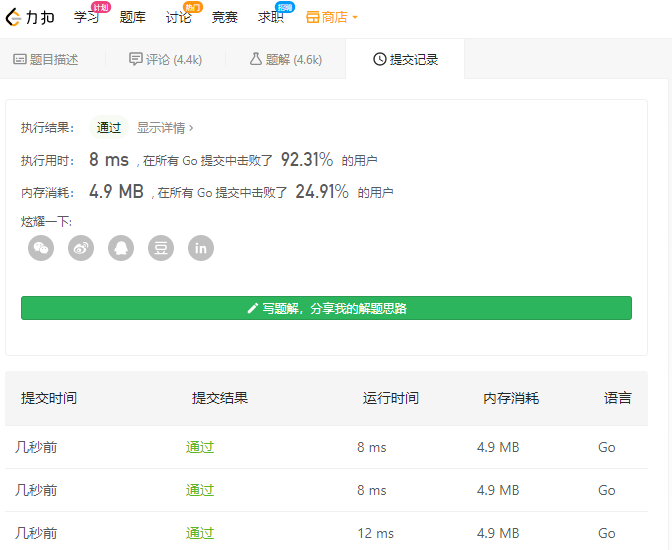 力扣 学习 计划 题库 讨论 热门 竞赛 求职 招聘 商店
题目描述 评论 (4.4k) 题解 (4.6k) 提交记录
执行结果： 通过 显示详情 ›
执行用时： 8 ms , 在所有 Go 提交中击败了 92.31% 的用户
内存消耗： 4.9 MB , 在所有 Go 提交中击败了 24.91% 的用户
炫耀一下:
豆 in
写题解，分享我的解题思路
提交时间 提交结果 运行时间 内存消耗 语言
几秒前 通过 8 ms 4.9 MB Go
几秒前 通过 8 ms 4.9 MB Go
几秒前 通过 12 ms 4.9 MB Go